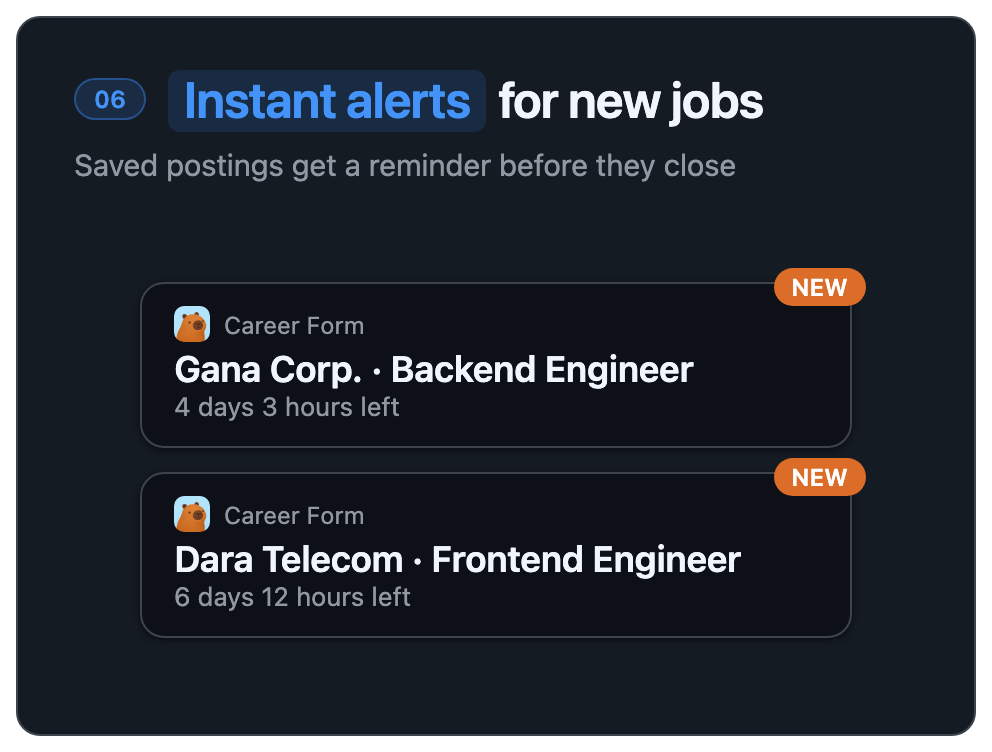 06 Instant alerts for new jobs
Saved postings get a reminder before they close
NEW
Career Form
Gana Corp. · Backend Engineer
4 days 3 hours left
NEW
Career Form
Dara Telecom · Frontend Engineer
6 days 12 hours left